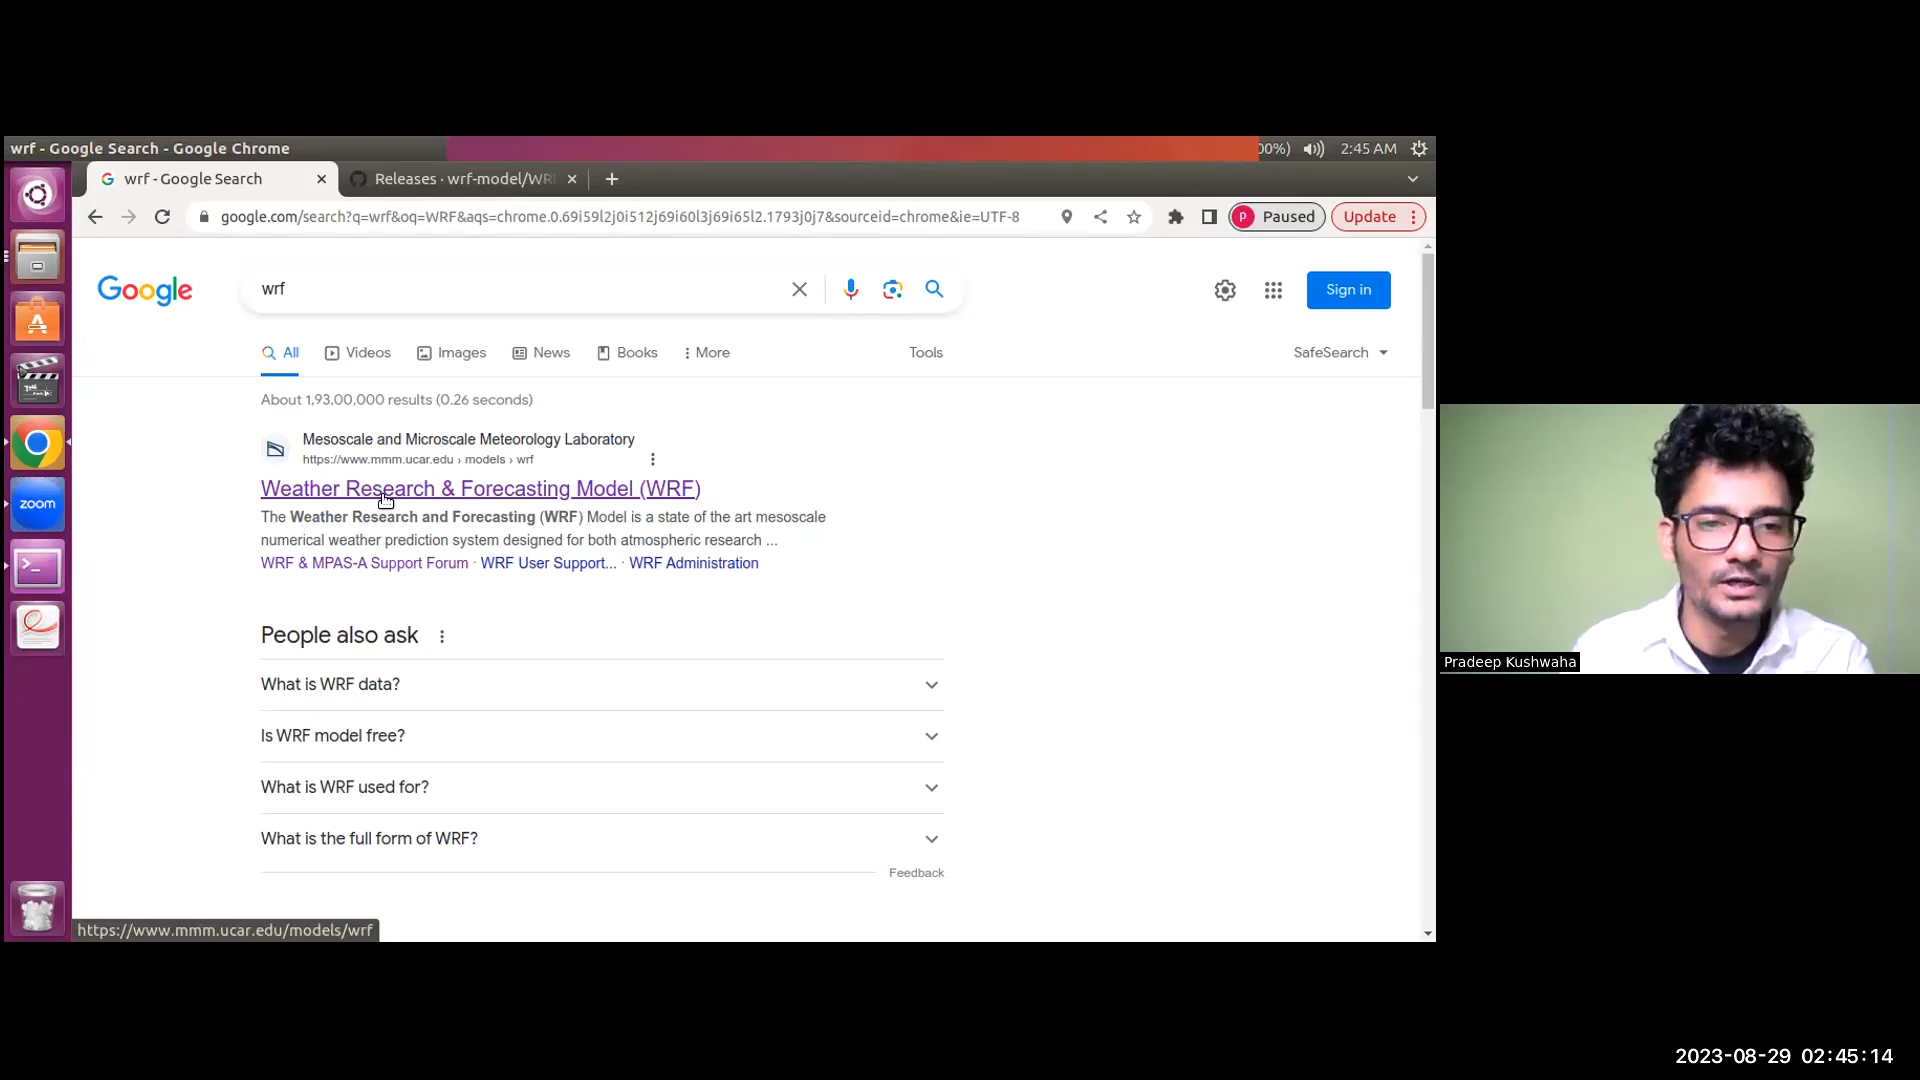 wrf - Google Search - Google Chrome
00%) 2:45 AM
wrf - Google Search
Releases · wrf-model/WR
google.com/search?q=wrf&oq=WRF&aqs=chrome.0.69i59l2j0i512j69i60l3j69i65l2.1793j0j7&sourceid=chrome&ie=UTF-8
P Paused
Update
Google
wrf
Sign in
All
Videos
Images
News
Books
More
Tools
SafeSearch
About 1,93,00,000 results (0.26 seconds)
Mesoscale and Microscale Meteorology Laboratory
https://www.mmm.ucar.edu › models › wrf
Weather Research & Forecasting Model (WRF)
The Weather Research and Forecasting (WRF) Model is a state of the art mesoscale
numerical weather prediction system designed for both atmospheric research ...
WRF & MPAS-A Support Forum · WRF User Support... · WRF Administration
zoom
People also ask
What is WRF data?
Is WRF model free?
What is WRF used for?
What is the full form of WRF?
Feedback
https://www.mmm.ucar.edu/models/wrf
Pradeep Kushwaha
2023-08-29 02:45:14